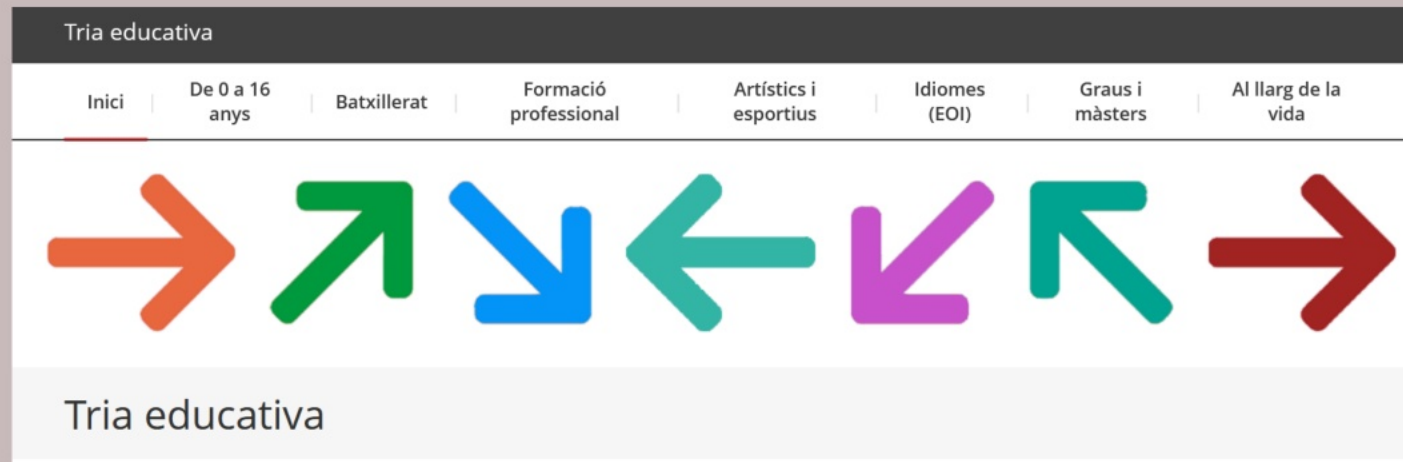 Tria educativa
Inici
De 0 a 16
anys
Batxillerat
Formació
professional
Artístics i
esportius
Idiomes
(EOI)
Graus i
màsters
Al llarg de la
vida
Tria educativa